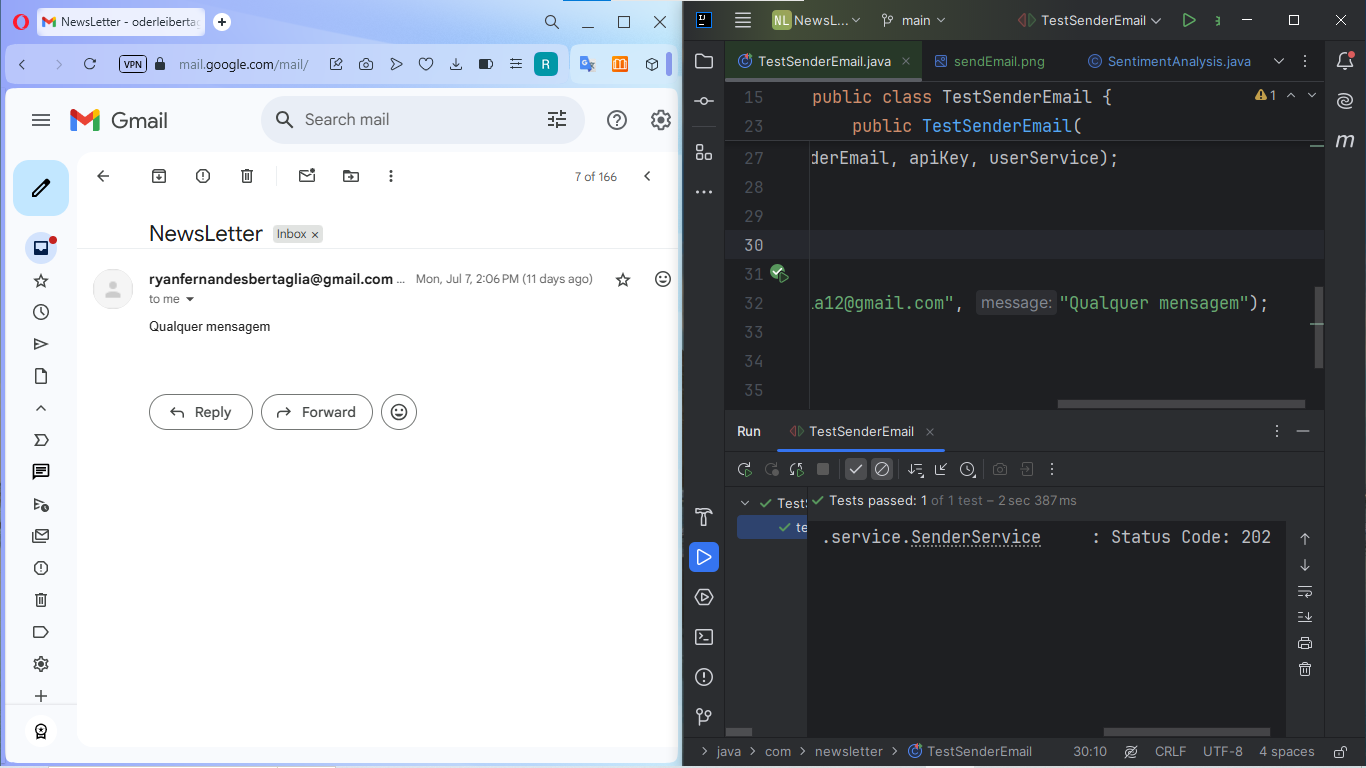 NewsLetter - oderleiberta
VPN
mail.google.com/mail/
R
Gmail
Search mail
7 of 166
NewsLetter
Inbox ×
ryanfernandesbertaglia@gmail.com ...
Mon, Jul 7, 2:06 PM (11 days ago)
to me
Qualquer mensagem
Reply
Forward
NL
NewsL...
main
TestSenderEmail
TestSenderEmail.java
sendEmail.png
SentimentAnalysis.java
15 public class TestSenderEmail {
1
23 public TestSenderEmail(
27 derEmail, apiKey, userService);
28
29
30
31
32 .a12@gmail.com", message: "Qualquer mensagem");
33
34
35
m
Run
TestSenderEmail
TestS
Tests passed: 1 of 1 test – 2 sec 387 ms
te
.service.SenderService : Status Code: 202
java > com > newsletter > TestSenderEmail
30:10
CRLF
UTF-8
4 spaces